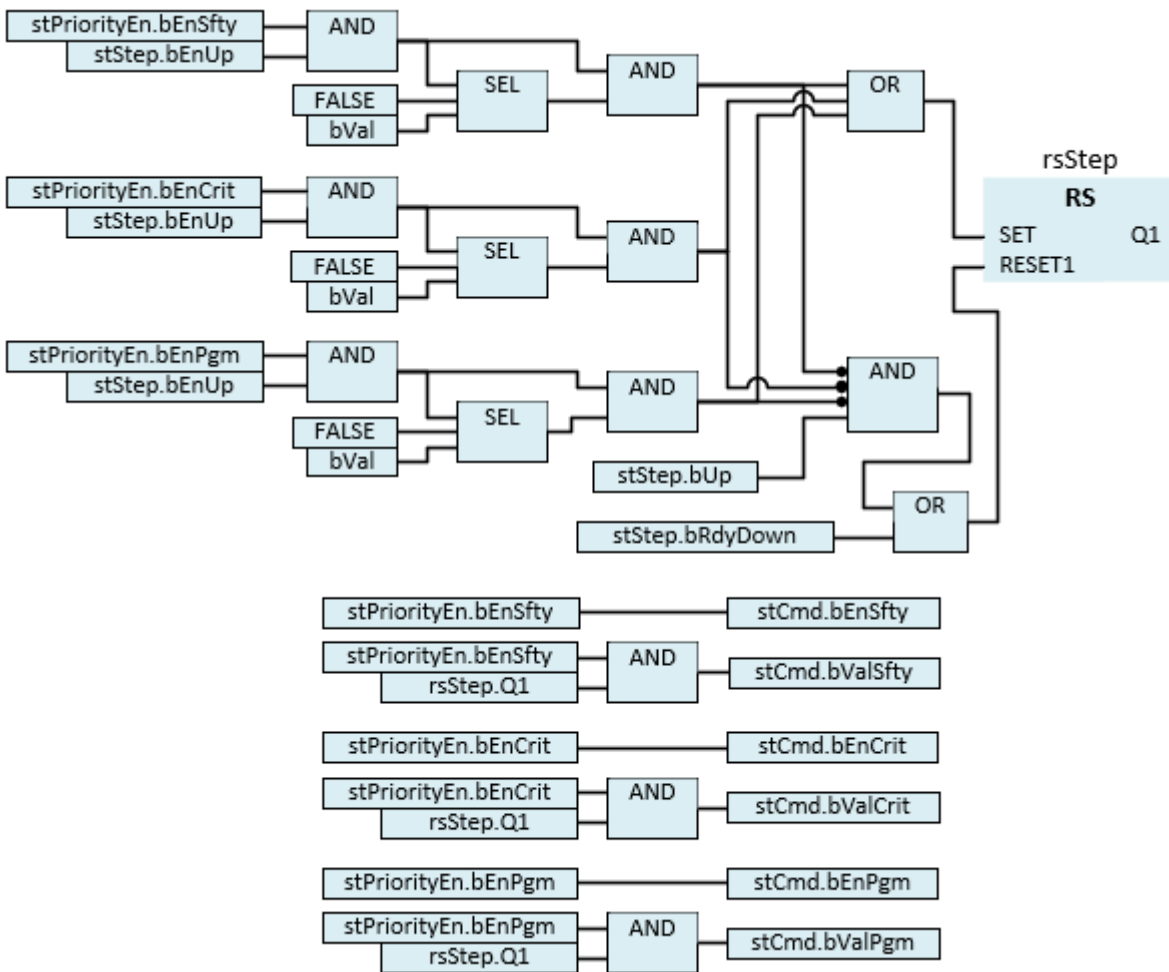 stPriorityEn.bEnSfty
stStep.bEnUp
AND
FALSE
bVal
SEL
AND
OR
stPriorityEn.bEnCrit
stStep.bEnUp
AND
FALSE
bVal
SEL
AND
rsStep
RS
SET Q1
RESET1
stPriorityEn.bEnPgm
stStep.bEnUp
AND
FALSE
bVal
SEL
AND
AND
stStep.bUp
stStep.bRdyDown
OR
stPriorityEn.bEnSfty
stCmd.bEnSfty
stPriorityEn.bEnSfty
rsStep.Q1
AND
stCmd.bValSfty
stPriorityEn.bEnCrit
stCmd.bEnCrit
stPriorityEn.bEnCrit
rsStep.Q1
AND
stCmd.bValCrit
stPriorityEn.bEnPgm
stCmd.bEnPgm
stPriorityEn.bEnPgm
rsStep.Q1
AND
stCmd.bValPgm